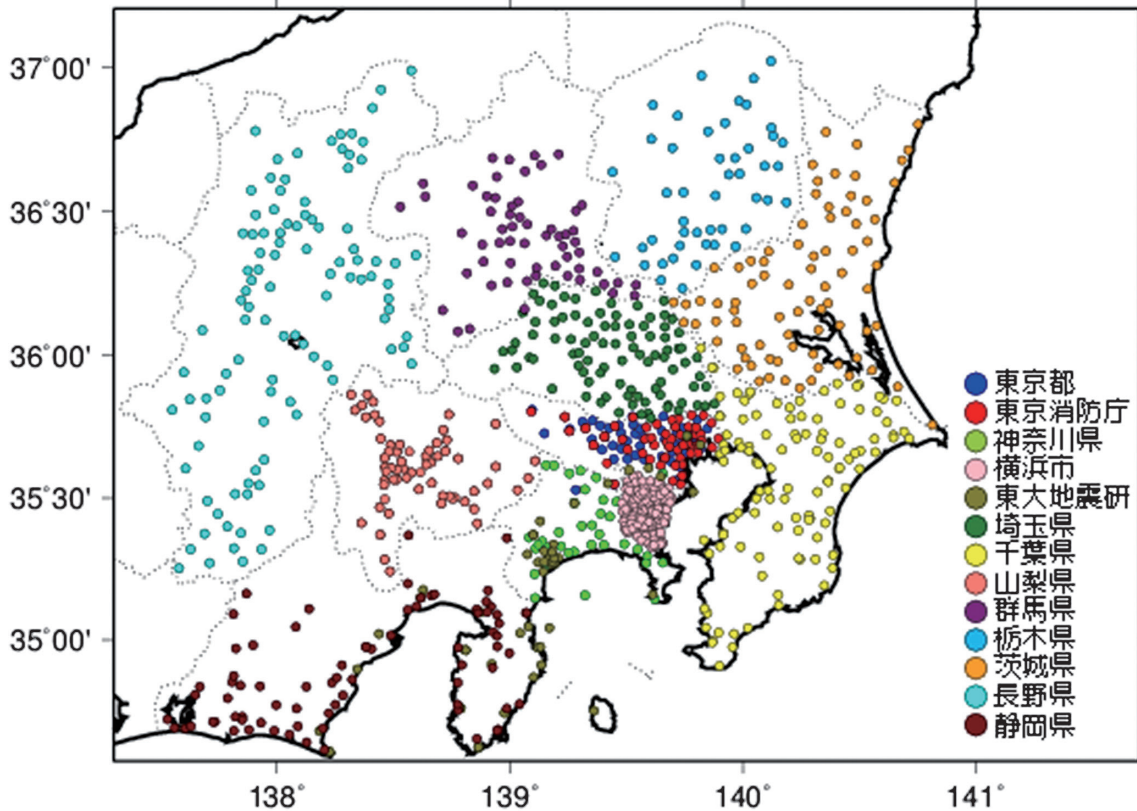 37°00'
36°30'
36°00'
35°30'
35°00'
138°
139°
140°
141°
東京都
東京消防庁
神奈川県
横浜市
東大地震研
埼玉県
千葉県
山梨県
群馬県
栃木県
茨城県
長野県
静岡県